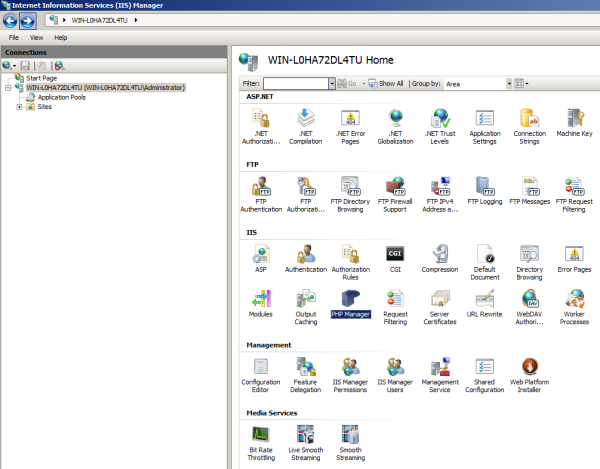 Internet Information Services (IIS) Manager
WIN-L0HA72DL4TU
File View Help
Connections
Start Page
WIN-L0HA72DL4TU (WIN-L0HA72DL4TU\Administrator)
Application Pools
Sites
WIN-L0HA72DL4TU Home
Filter: Go Show All Group by: Area
ASP.NET
.NET Authorizati... .NET Compilation .NET Error Pages .NET Globalization .NET Trust Levels Application Settings Connection Strings Machine Key
FTP
FTP Authentication FTP Authorizati... FTP Directory Browsing FTP Firewall Support FTP IPv4 Address a... FTP Logging FTP Messages FTP Request Filtering
IIS
ASP Authentication Authorization Rules CGI Compression Default Document Directory Browsing Error Pages
Modules Output Caching PHP Manager Request Filtering Server Certificates URL Rewrite WebDAV Authori... Worker Processes
Management
Configuration Editor Feature Delegation IIS Manager Permissions IIS Manager Users Management Service Shared Configuration Web Platform Installer
Media Services
Bit Rate Throttling Live Smooth Streaming Smooth Streaming